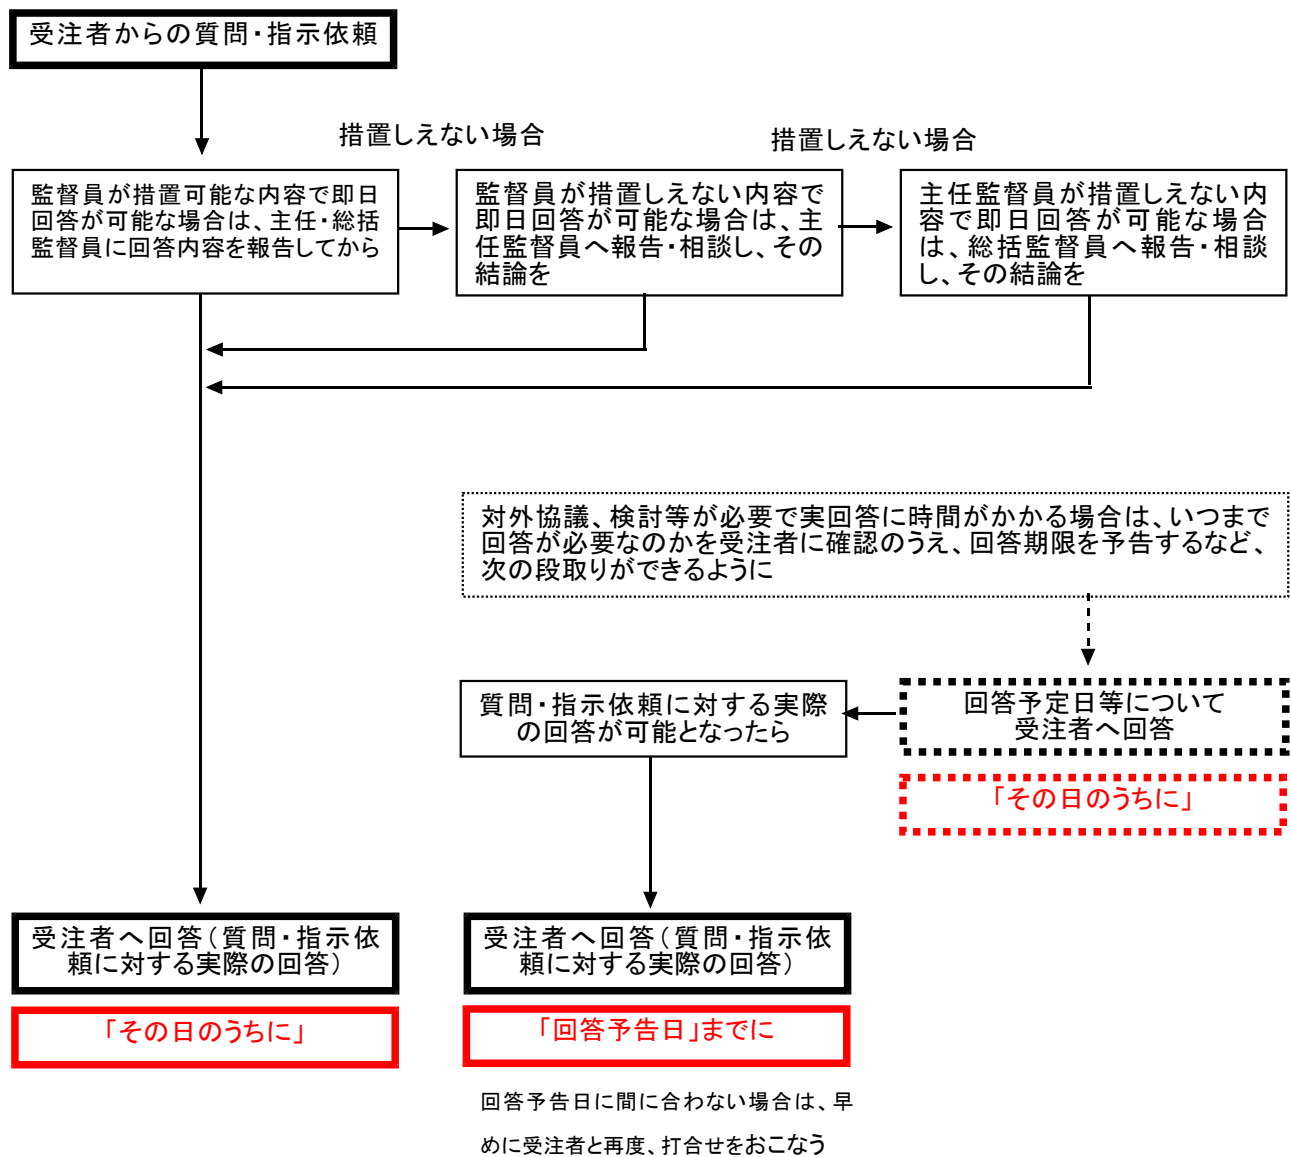 受注者からの質問・指示依頼
措置しえない場合
措置しえない場合
監督員が措置可能な内容で即日
回答が可能な場合は、主任・総括
監督員に回答内容を報告してから
監督員が措置しえない内容で
即日回答が可能な場合は、主
任監督員へ報告・相談し、その
結論を
主任監督員が措置しえない内
容で即日回答が可能な場合
は、総括監督員へ報告・相談
し、その結論を
対外協議、検討等が必要で実回答に時間がかかる場合は、いつまで
回答が必要なのかを受注者に確認のうえ、回答期限を予告するなど、
次の段取りができるように
質問・指示依頼に対する実際
の回答が可能となったら
回答予定日等について
受注者へ回答
「その日のうちに」
受注者へ回答（質問・指示依
頼に対する実際の回答）
「その日のうちに」
受注者へ回答（質問・指示依
頼に対する実際の回答）
「回答予告日」までに
回答予告日に間に合わない場合は、早
めに受注者と再度、打合せをおこなう